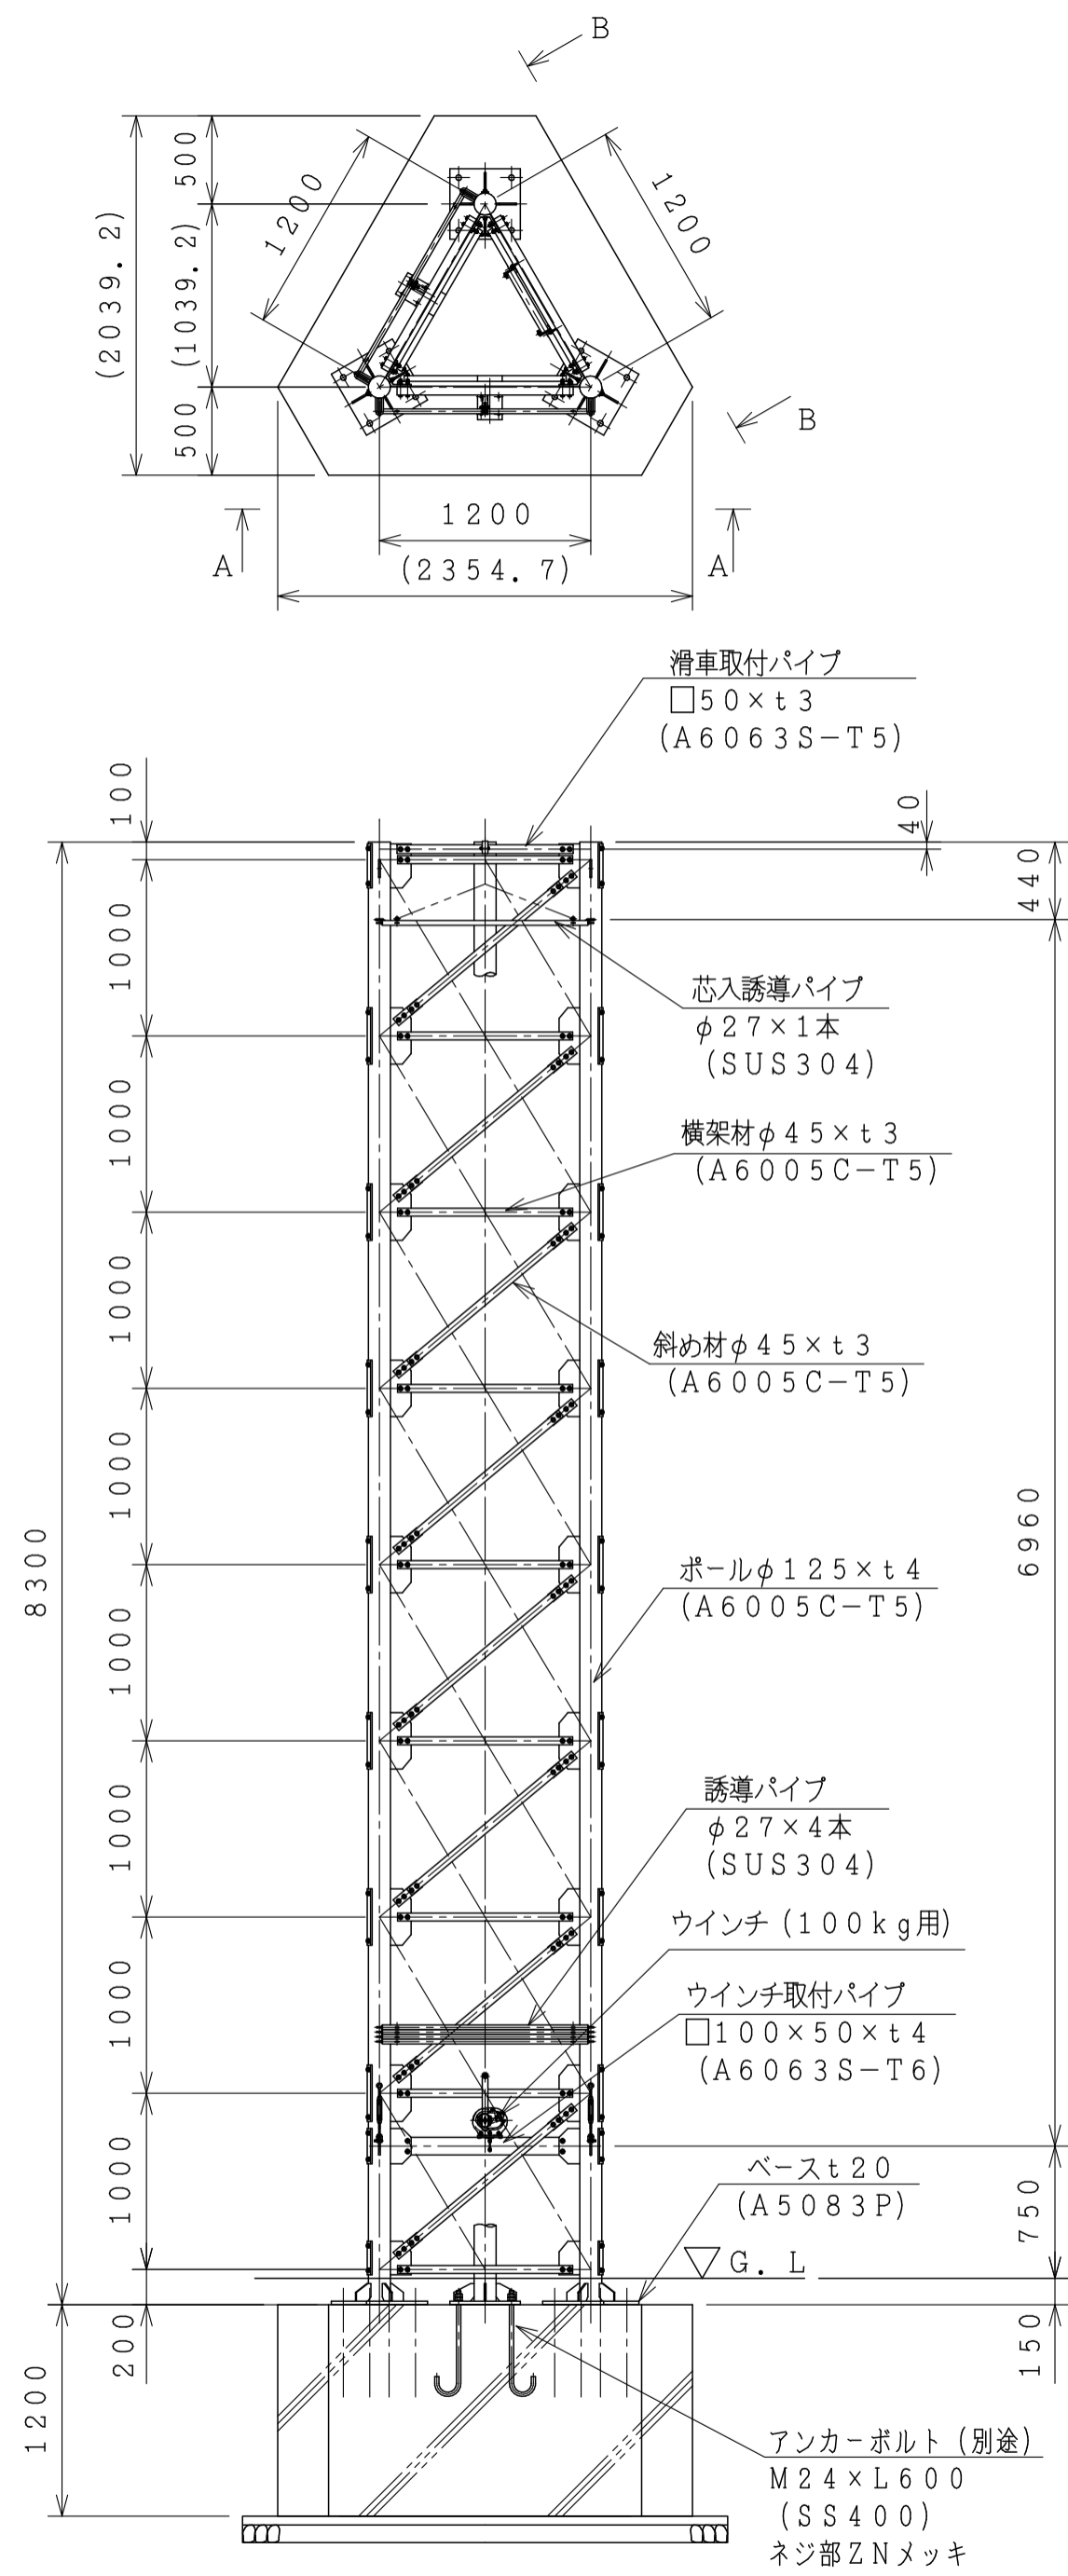 B
500
1200
1200
(2039.2)
(1039.2)
500
B
A
1200
A
(2354.7)
滑車取付パイプ
□50×t3
(A6063S-T5)
100
40
440
1000
芯入誘導パイプ
φ27×1本
(SUS304)
1000
横架材φ45×t3
(A6005C-T5)
1000
斜め材φ45×t3
(A6005C-T5)
1000
6960
8300
ポールφ125×t4
(A6005C-T5)
1000
誘導パイプ
φ27×4本
(SUS304)
1000
ウインチ(100kg用)
1000
ウインチ取付パイプ
□100×50×t4
(A6063S-T6)
1000
ベースt20
(A5083P)
750
▽G.L
200
150
1200
アンカーボルト(別途)
M24×L600
(SS400)
ネジ部ZNメッキ